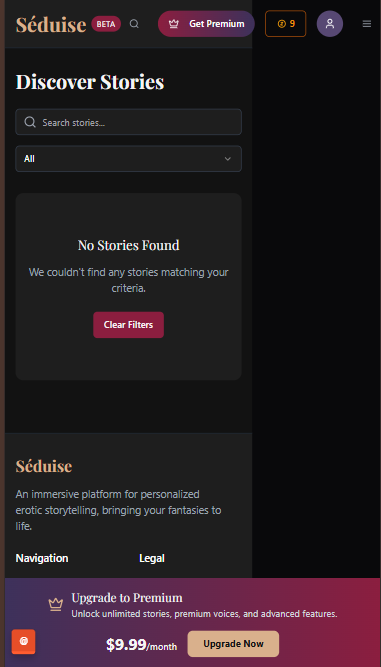 Séduise BETA Get Premium 9
Discover Stories
Search stories...
All
No Stories Found
We couldn't find any stories matching your
criteria.
Clear Filters
Séduise
An immersive platform for personalized
erotic storytelling, bringing your fantasies to
life.
Navigation Legal
Upgrade to Premium
Unlock unlimited stories, premium voices, and advanced features.
$9.99/month Upgrade Now